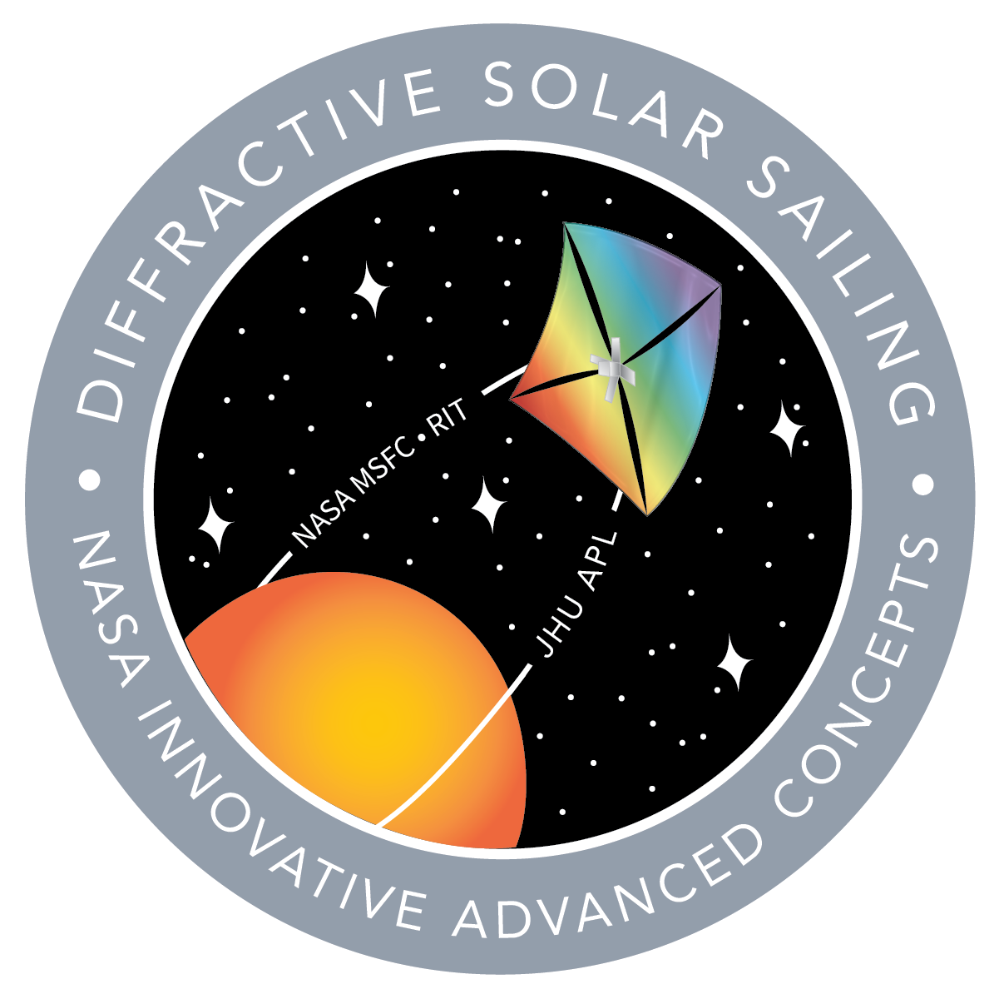 DIFFRACTIVE SOLAR SAILING
NASA MSFC • RIT
JHU APL
• NASA INNOVATIVE ADVANCED CONCEPTS •